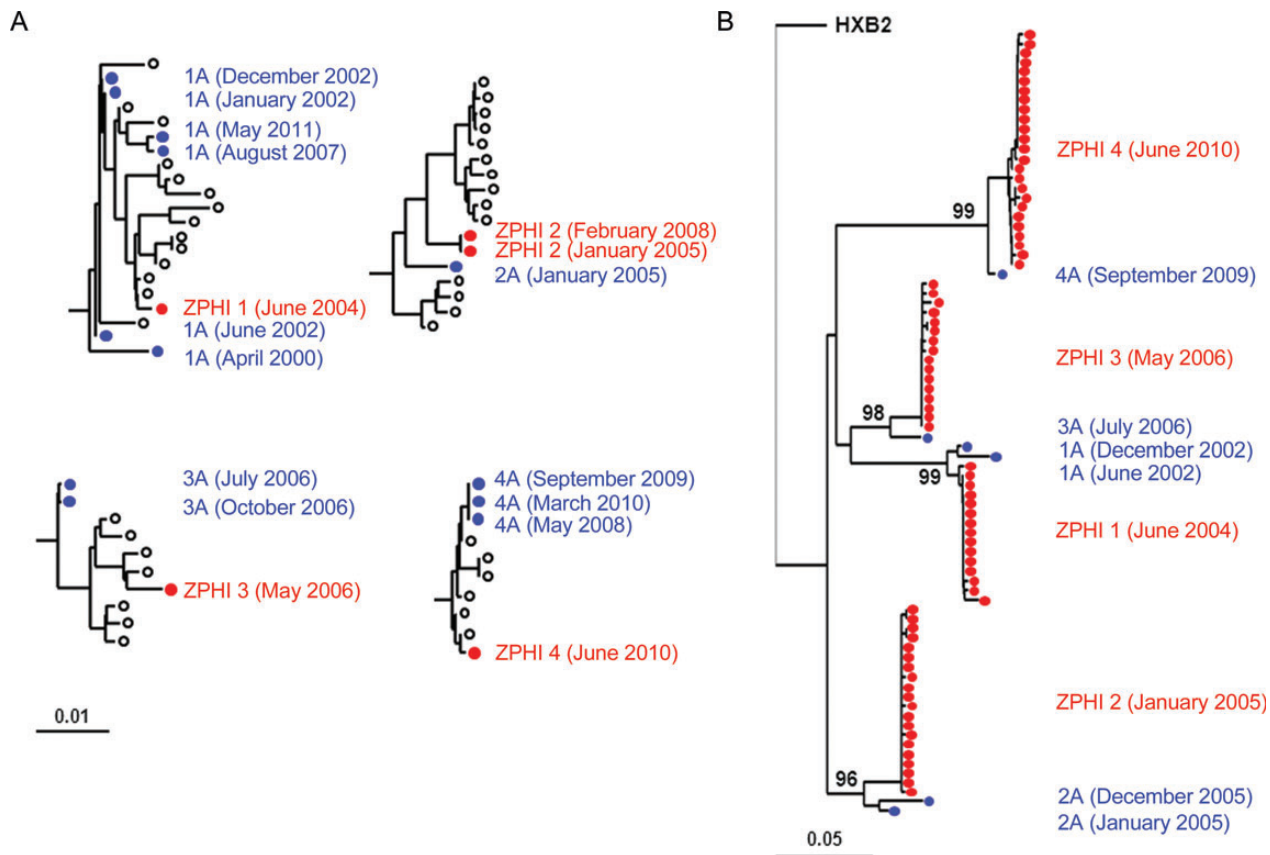 A
1A (December 2002)
1A (January 2002)
1A (May 2011)
1A (August 2007)
ZPHI 1 (June 2004)
1A (June 2002)
1A (April 2000)
ZPHI 2 (February 2008)
ZPHI 2 (January 2005)
2A (January 2005)
3A (July 2006)
3A (October 2006)
ZPHI 3 (May 2006)
4A (September 2009)
4A (March 2010)
4A (May 2008)
ZPHI 4 (June 2010)
0.01
B
HXB2
ZPHI 4 (June 2010)
99
4A (September 2009)
ZPHI 3 (May 2006)
98
3A (July 2006)
1A (December 2002)
1A (June 2002)
99
ZPHI 1 (June 2004)
ZPHI 2 (January 2005)
96
2A (December 2005)
2A (January 2005)
0.05